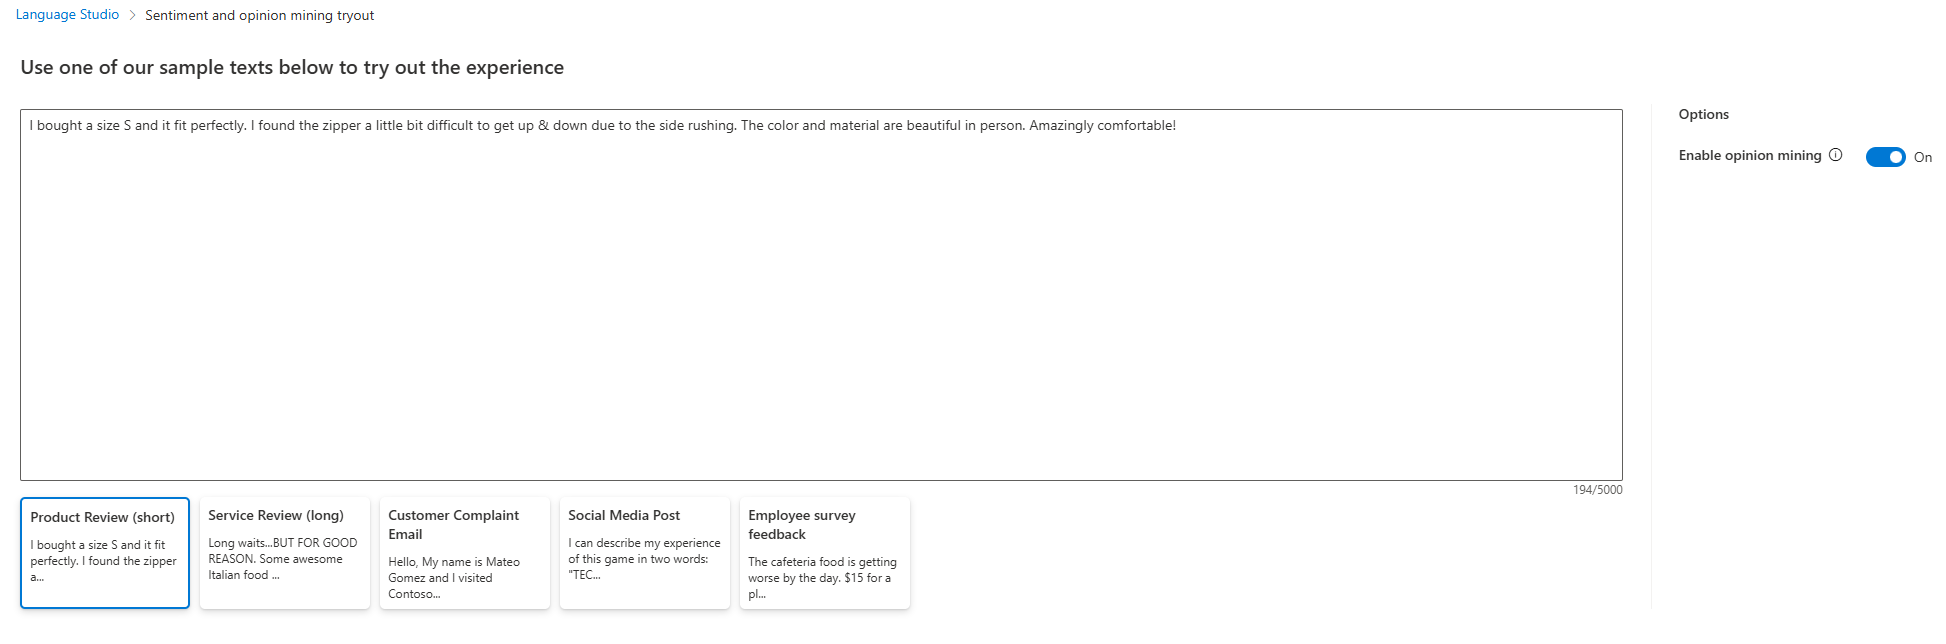 Language Studio > Sentiment and opinion mining tryout
Use one of our sample texts below to try out the experience
I bought a size S and it fit perfectly. I found the zipper a little bit difficult to get up & down due to the side rushing. The color and material are beautiful in person. Amazingly comfortable!
194/5000
Options
Enable opinion mining
On
Product Review (short)
I bought a size S and it fit
perfectly. I found the zipper
a...
Service Review (long)
Long waits...BUT FOR GOOD
REASON. Some awesome
Italian food ...
Customer Complaint
Email
Hello, My name is Mateo
Gomez and I visited
Contoso...
Social Media Post
I can describe my experience
of this game in two words:
"TEC...
Employee survey
feedback
The cafeteria food is getting
worse by the day. $15 for a
pl...